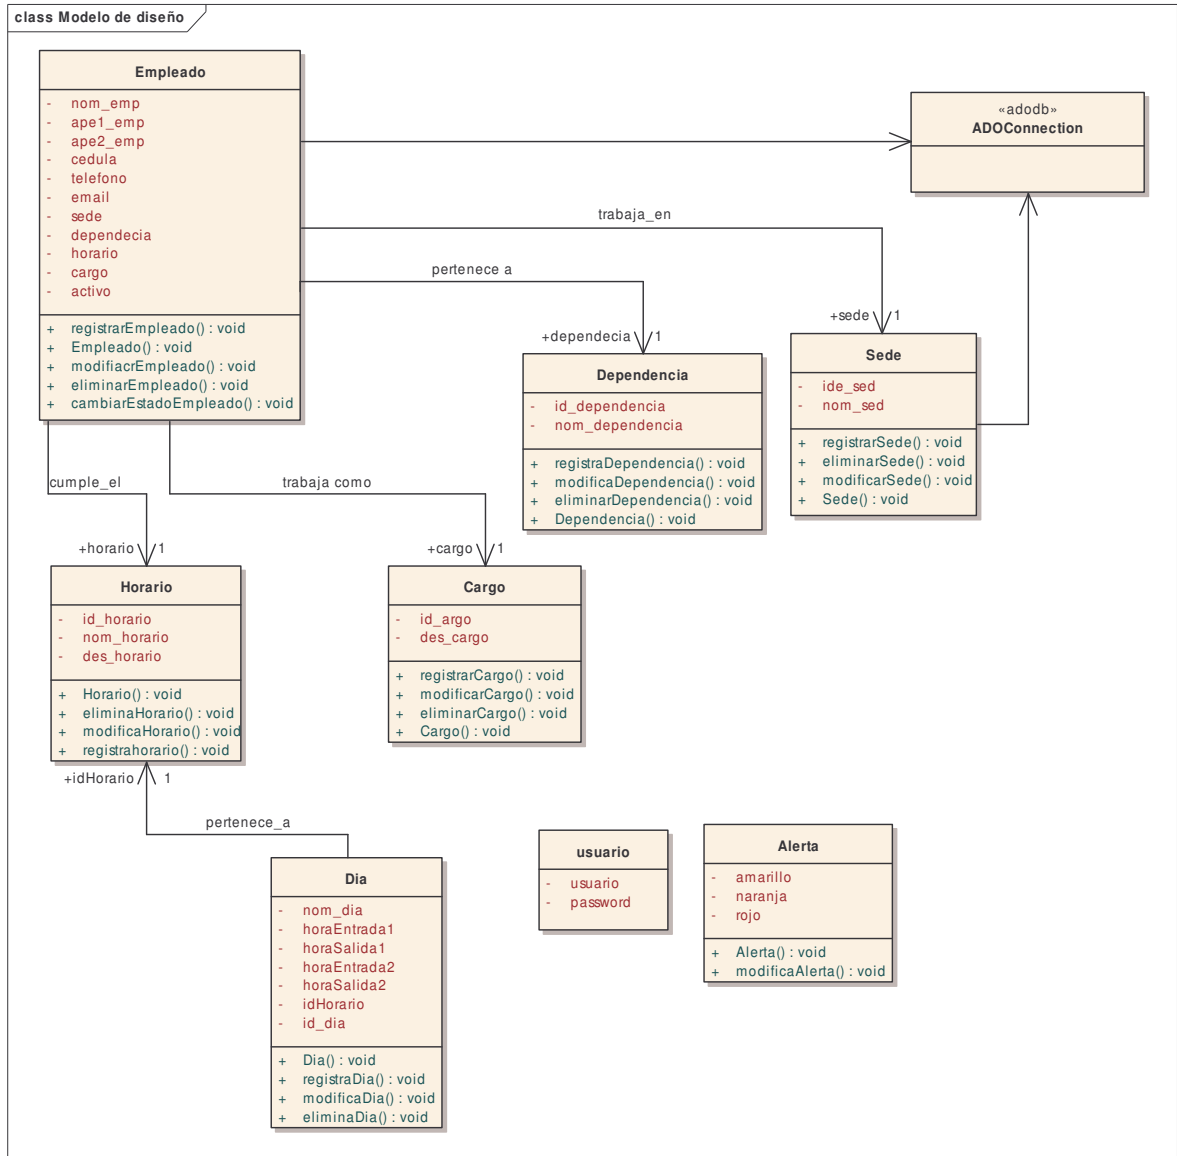 class Modelo de diseño
Empleado
- nom_emp
- ape1_emp
- ape2_emp
- cedula
- telefono
- email
- sede
- dependecia
- horario
- cargo
- activo
+ registrarEmpleado() : void
+ Empleado() : void
+ modifiacrEmpleado() : void
+ eliminarEmpleado() : void
+ cambiarEstadoEmpleado() : void
«adodb»
ADOConnection
trabaja_en
pertenece a
+sede 1
+dependecia 1
Sede
- ide_sed
- nom_sed
+ registrarSede() : void
+ eliminarSede() : void
+ modificarSede() : void
+ Sede() : void
Dependencia
- id_dependencia
- nom_dependencia
+ registraDependencia() : void
+ modificaDependencia() : void
+ eliminarDependencia() : void
+ Dependencia() : void
cumple_el
trabaja como
+horario 1
+cargo 1
Horario
- id_horario
- nom_horario
- des_horario
+ Horario() : void
+ eliminaHorario() : void
+ modificaHorario() : void
+ registrahorario() : void
Cargo
- id_argo
- des_cargo
+ registrarCargo() : void
+ modificarCargo() : void
+ eliminarCargo() : void
+ Cargo() : void
+idHorario 1
pertenece_a
Dia
- nom_dia
- horaEntrada1
- horaSalida1
- horaEntrada2
- horaSalida2
- idHorario
- id_dia
+ Dia() : void
+ registraDia() : void
+ modificaDia() : void
+ eliminaDia() : void
usuario
- usuario
- password
Alerta
- amarillo
- naranja
- rojo
+ Alerta() : void
+ modificaAlerta() : void